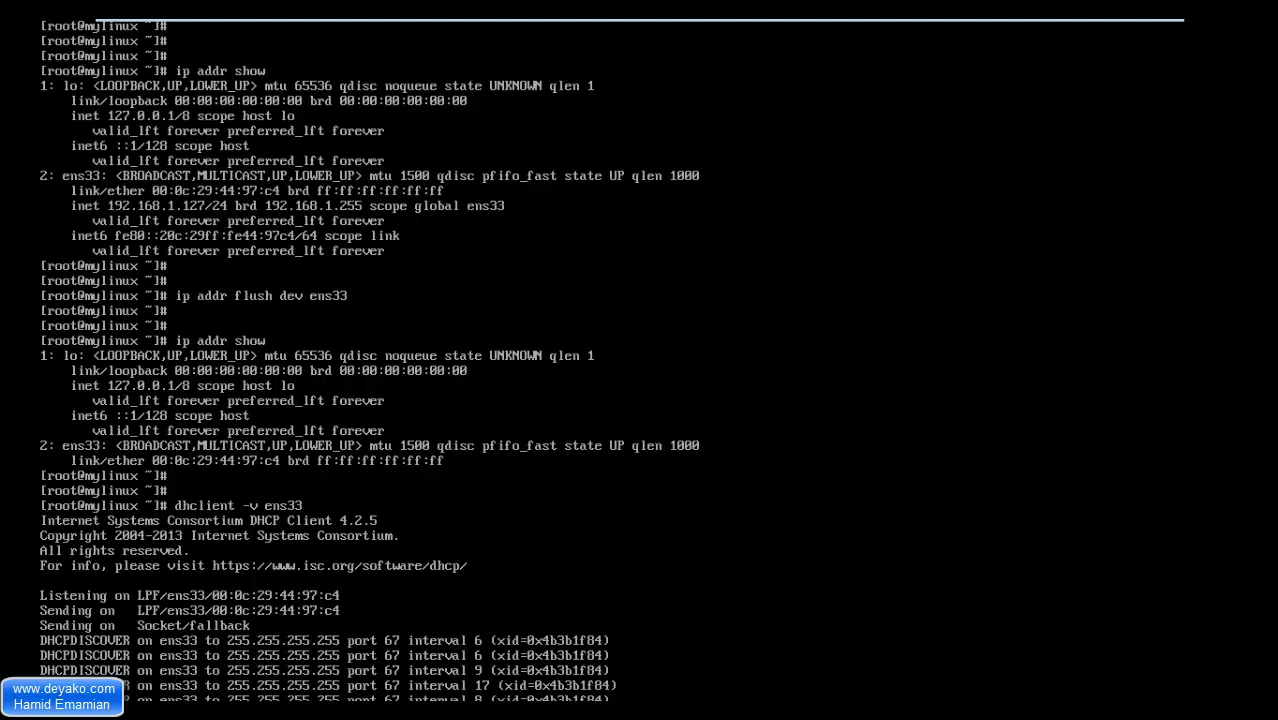 [root@mylinux ~]#
[root@mylinux ~]#
[root@mylinux ~]#
[root@mylinux ~]# ip addr show
1: lo: <LOOPBACK,UP,LOWER_UP> mtu 65536 qdisc noqueue state UNKNOWN qlen 1
    link/loopback 00:00:00:00:00:00 brd 00:00:00:00:00:00
    inet 127.0.0.1/8 scope host lo
       valid_lft forever preferred_lft forever
    inet6 ::1/128 scope host
       valid_lft forever preferred_lft forever
2: ens33: <BROADCAST,MULTICAST,UP,LOWER_UP> mtu 1500 qdisc pfifo_fast state UP qlen 1000
    link/ether 00:0c:29:44:97:c4 brd ff:ff:ff:ff:ff:ff
    inet 192.168.1.127/24 brd 192.168.1.255 scope global ens33
       valid_lft forever preferred_lft forever
    inet6 fe80::20c:29ff:fe44:97c4/64 scope link
       valid_lft forever preferred_lft forever
[root@mylinux ~]#
[root@mylinux ~]#
[root@mylinux ~]# ip addr flush dev ens33
[root@mylinux ~]#
[root@mylinux ~]#
[root@mylinux ~]# ip addr show
1: lo: <LOOPBACK,UP,LOWER_UP> mtu 65536 qdisc noqueue state UNKNOWN qlen 1
    link/loopback 00:00:00:00:00:00 brd 00:00:00:00:00:00
    inet 127.0.0.1/8 scope host lo
       valid_lft forever preferred_lft forever
    inet6 ::1/128 scope host
       valid_lft forever preferred_lft forever
2: ens33: <BROADCAST,MULTICAST,UP,LOWER_UP> mtu 1500 qdisc pfifo_fast state UP qlen 1000
    link/ether 00:0c:29:44:97:c4 brd ff:ff:ff:ff:ff:ff
[root@mylinux ~]#
[root@mylinux ~]#
[root@mylinux ~]# dhclient -v ens33
Internet Systems Consortium DHCP Client 4.2.5
Copyright 2004-2013 Internet Systems Consortium.
All rights reserved.
For info, please visit https://www.isc.org/software/dhcp/
Listening on LPF/ens33/00:0c:29:44:97:c4
Sending on   LPF/ens33/00:0c:29:44:97:c4
Sending on   Socket/fallback
DHCPDISCOVER on ens33 to 255.255.255.255 port 67 interval 6 (xid=0x4b3b1f84)
DHCPDISCOVER on ens33 to 255.255.255.255 port 67 interval 6 (xid=0x4b3b1f84)
DHCPDISCOVER on ens33 to 255.255.255.255 port 67 interval 9 (xid=0x4b3b1f84)
on ens33 to 255.255.255.255 port 67 interval 17 (xid=0x4b3b1f84)
on ens33 to 255.255.255.255 port 67 interval 8 (xid=0x4b3b1f84)
www.deyako.com
Hamid Emamian